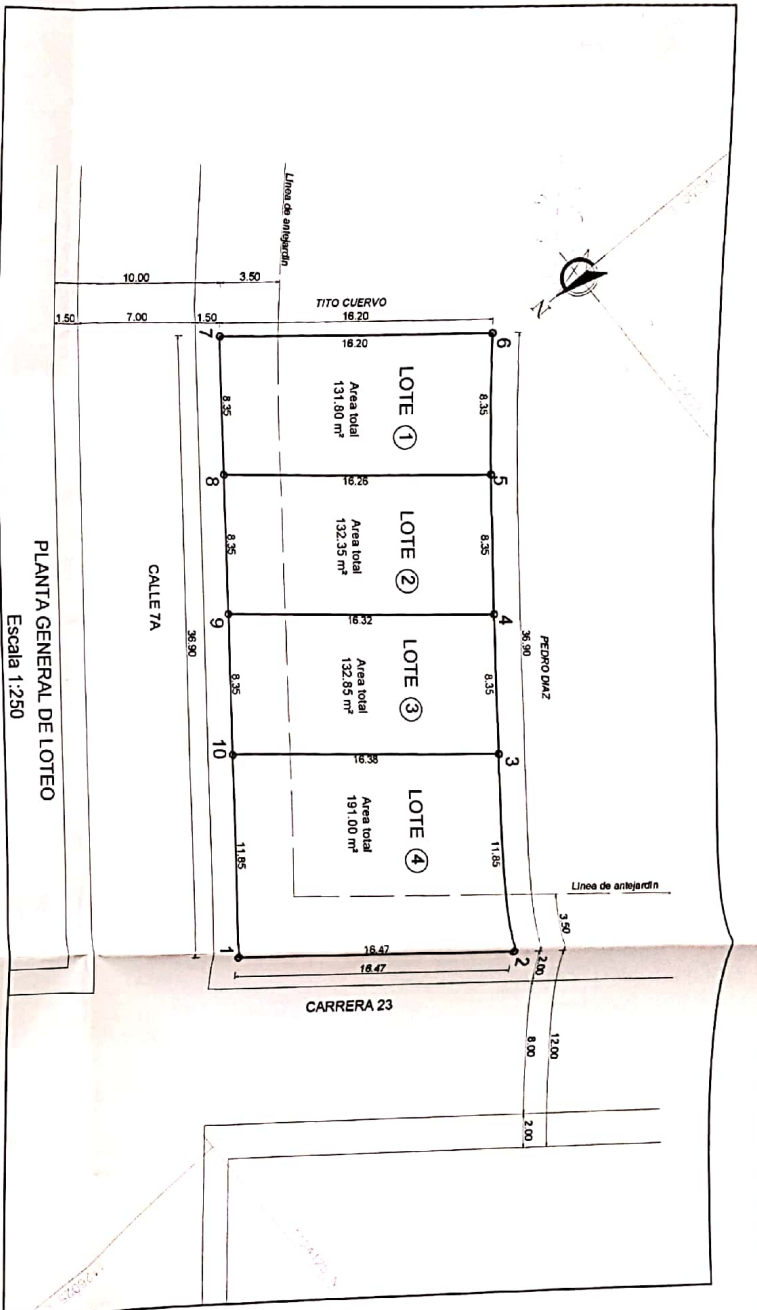 Línea de antejardín
10.00
3.50
1.50
7.00
1.50
TITO CUERVO
16.20
16.20
7
6
N
8.35
8.35
LOTE 1
Area total
131.80 m²
8
5
16.26
8.35
8.35
LOTE 2
Area total
132.35 m²
9
4
16.32
8.35
8.35
LOTE 3
Area total
132.85 m²
10
3
16.38
11.85
11.85
LOTE 4
Area total
191.00 m²
1
2
16.47
16.47
PEDRO DIAZ
36.90
CALLE 7A
36.90
Línea de antejardín
3.50
2.00
CARRERA 23
12.00
8.00
2.00
PLANTA GENERAL DE LOTEO
Escala 1:250